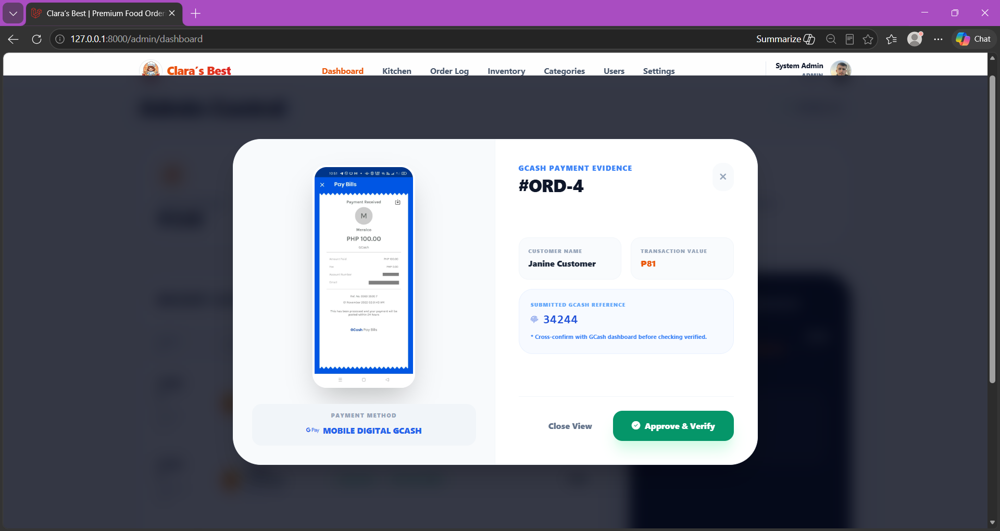 Clara's Best | Premium Food Order
127.0.0.1:8000/admin/dashboard
Summarize
Chat
Clara's Best
Dashboard
Kitchen
Order Log
Inventory
Categories
Users
Settings
System Admin
ADMIN
10:51
Pay Bills
Payment Received
M
Meralco
PHP 100.00
GCash
Amount Paid PHP 100.00
Fee PHP 0.00
Account Number
Email
Ref. No. 0359 3500 7
01 November 2022 02:51:43 AM
This has been processed and your payment will be
posted within 24 hours
GCash Pay Bills
PAYMENT METHOD
G Pay MOBILE DIGITAL GCASH
GCASH PAYMENT EVIDENCE
#ORD-4
CUSTOMER NAME
Janine Customer
TRANSACTION VALUE
₱81
SUBMITTED GCASH REFERENCE
34244
* Cross-confirm with GCash dashboard before checking verified.
Close View
Approve & Verify